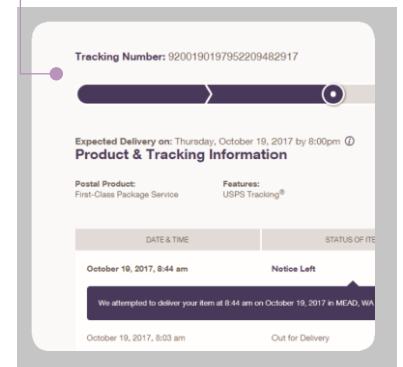 Tracking Number: 9200190197952209482917
Expected Delivery on: Thursday, October 19, 2017 by 8:00pm
Product & Tracking Information
Postal Product: Features:
First-Class Package Service USPS Tracking®
DATE & TIME STATUS OF ITE
October 19, 2017, 8:44 am Notice Left
We attempted to deliver your item at 8:44 am on October 19, 2017 in MEAD, WA
October 19, 2017, 8:03 am Out for Delivery